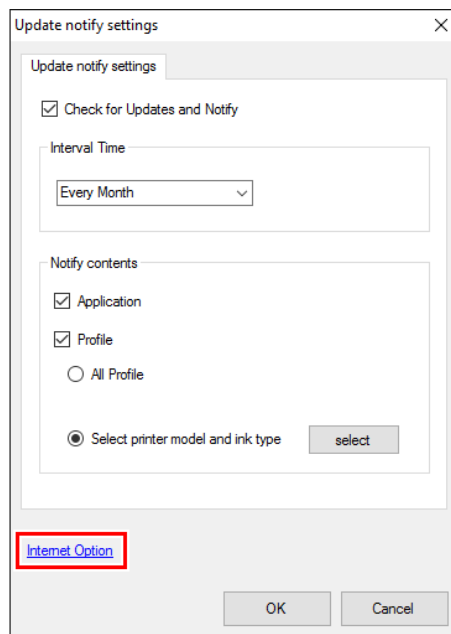 Update notify settings
Update notify settings
Check for Updates and Notify
Interval Time
Every Month
Notify contents
Application
Profile
All Profile
Select printer model and ink type select
Internet Option
OK Cancel